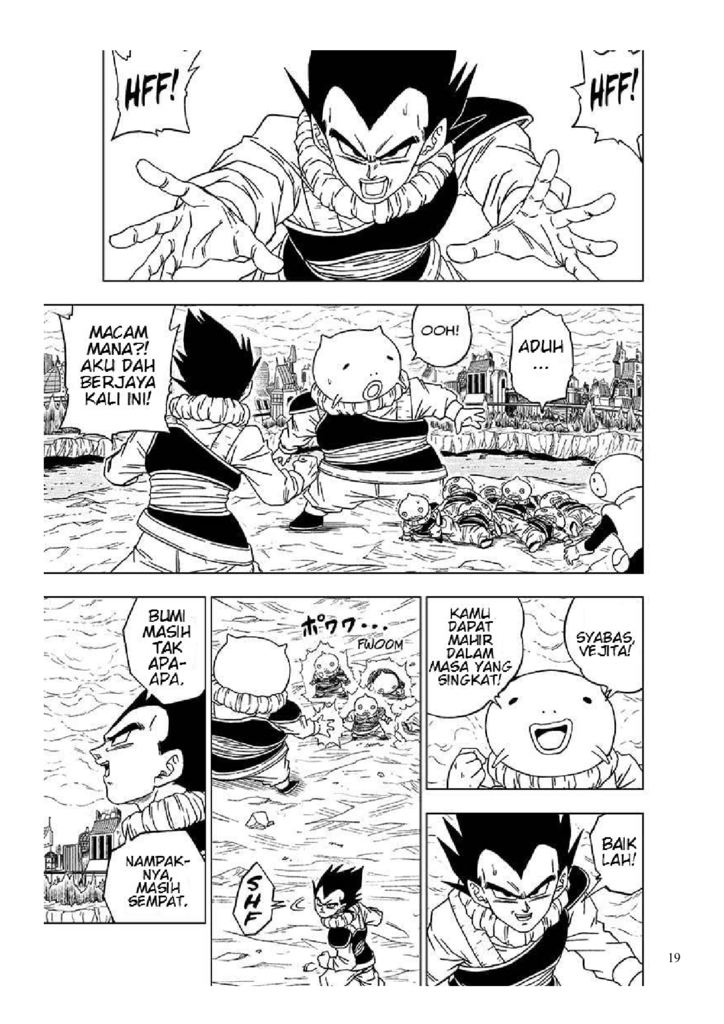 HFF!
HFF!
ADUH
...
OOH!
MACAM
MANA?!
AKU DAH
BERJAYA
KALI INI!
SYABAS,
VEJITA!
KAMU
DAPAT
MAHIR
DALAM
MASA YANG
SINGKAT!
BAIK
LAH!
ポワワ...
FWOOM
SHF
BUMI
MASIH
TAK
APA-
APA.
NAMPAK-
NYA,
MASIH
SEMPAT.
19